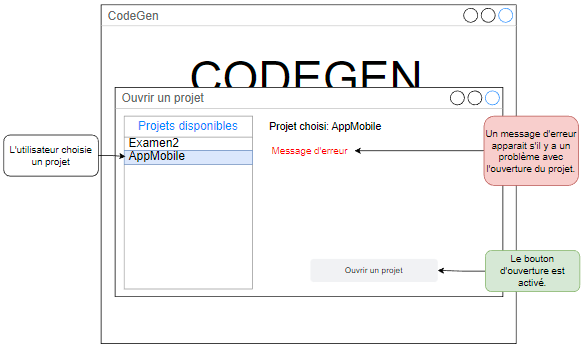 CodeGen
CODEGEN
Ouvrir un projet
Projets disponibles
Examen2
AppMobile
Projet choisi: AppMobile
Message d'erreur
Ouvrir un projet
L'utilisateur choisie
un projet
Un message d'erreur
apparait s'il y a un
problème avec
l'ouverture du projet.
Le bouton
d'ouverture est
activé.